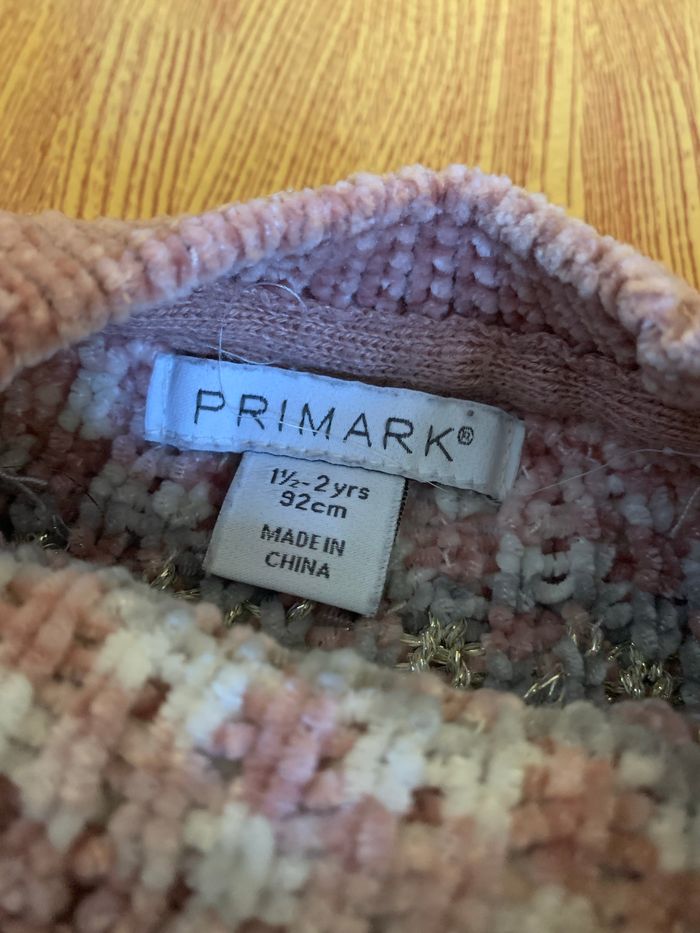 PRIMARK®
1½-2 yrs
92cm
MADE IN
CHINA